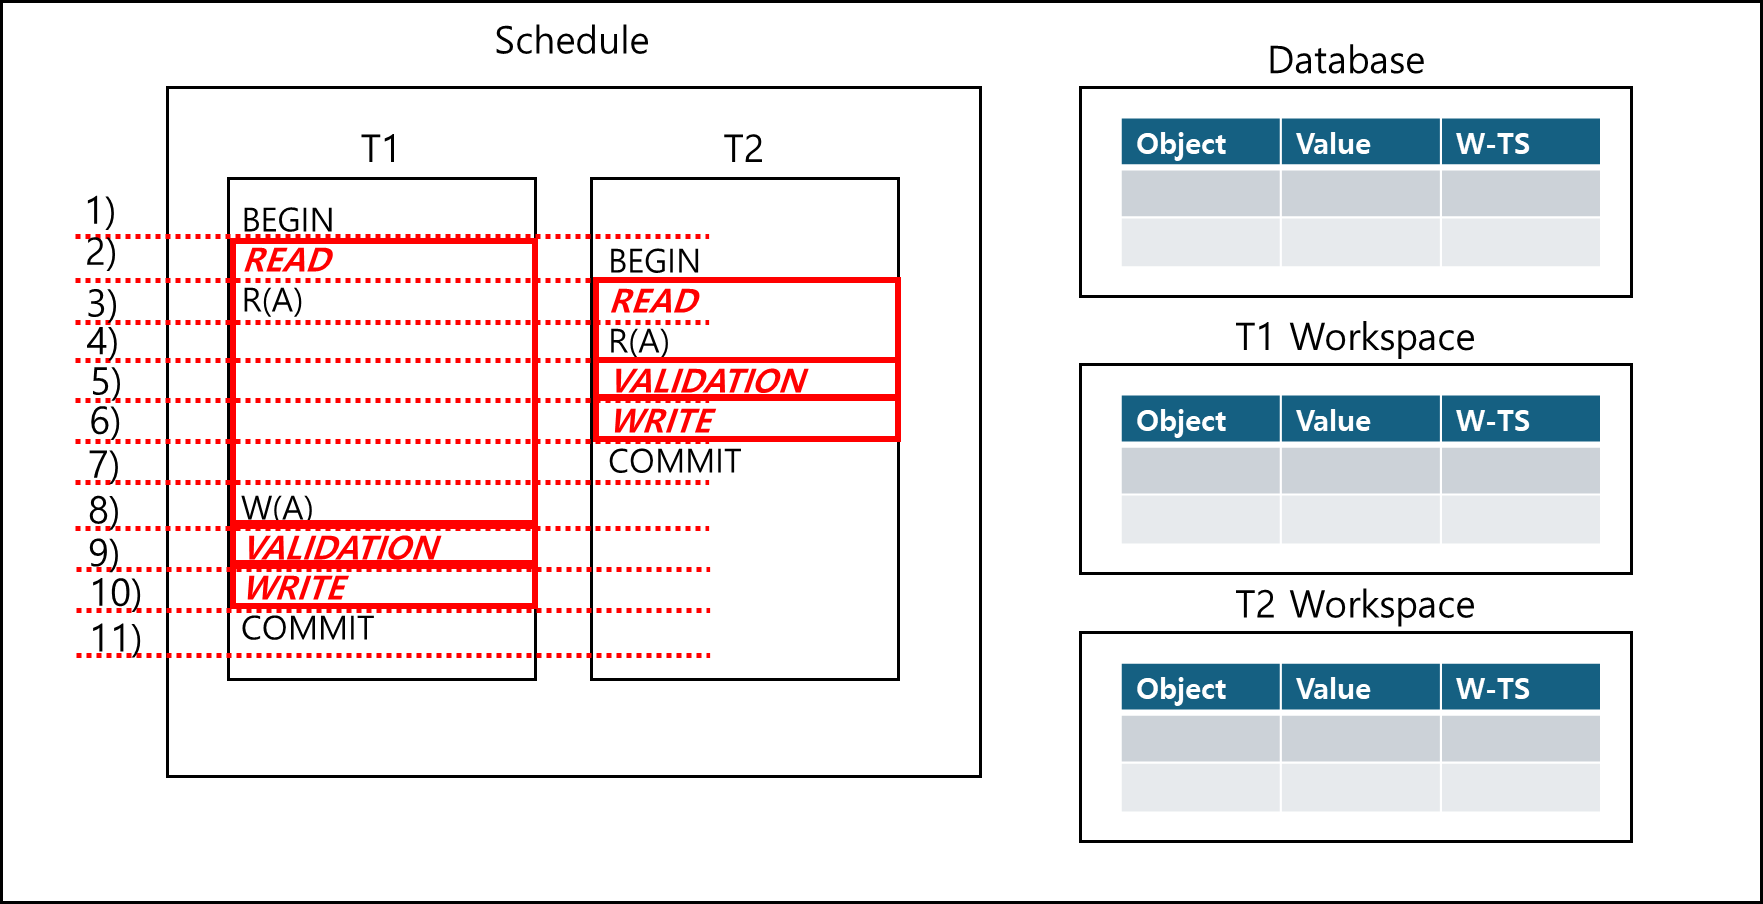 Schedule
T1
T2
1)
BEGIN
2)
READ
BEGIN
3)
R(A)
READ
4)
R(A)
5)
VALIDATION
6)
WRITE
7)
COMMIT
8)
W(A)
9)
VALIDATION
10)
WRITE
11)
COMMIT
Database
Object Value W-TS
T1 Workspace
Object Value W-TS
T2 Workspace
Object Value W-TS